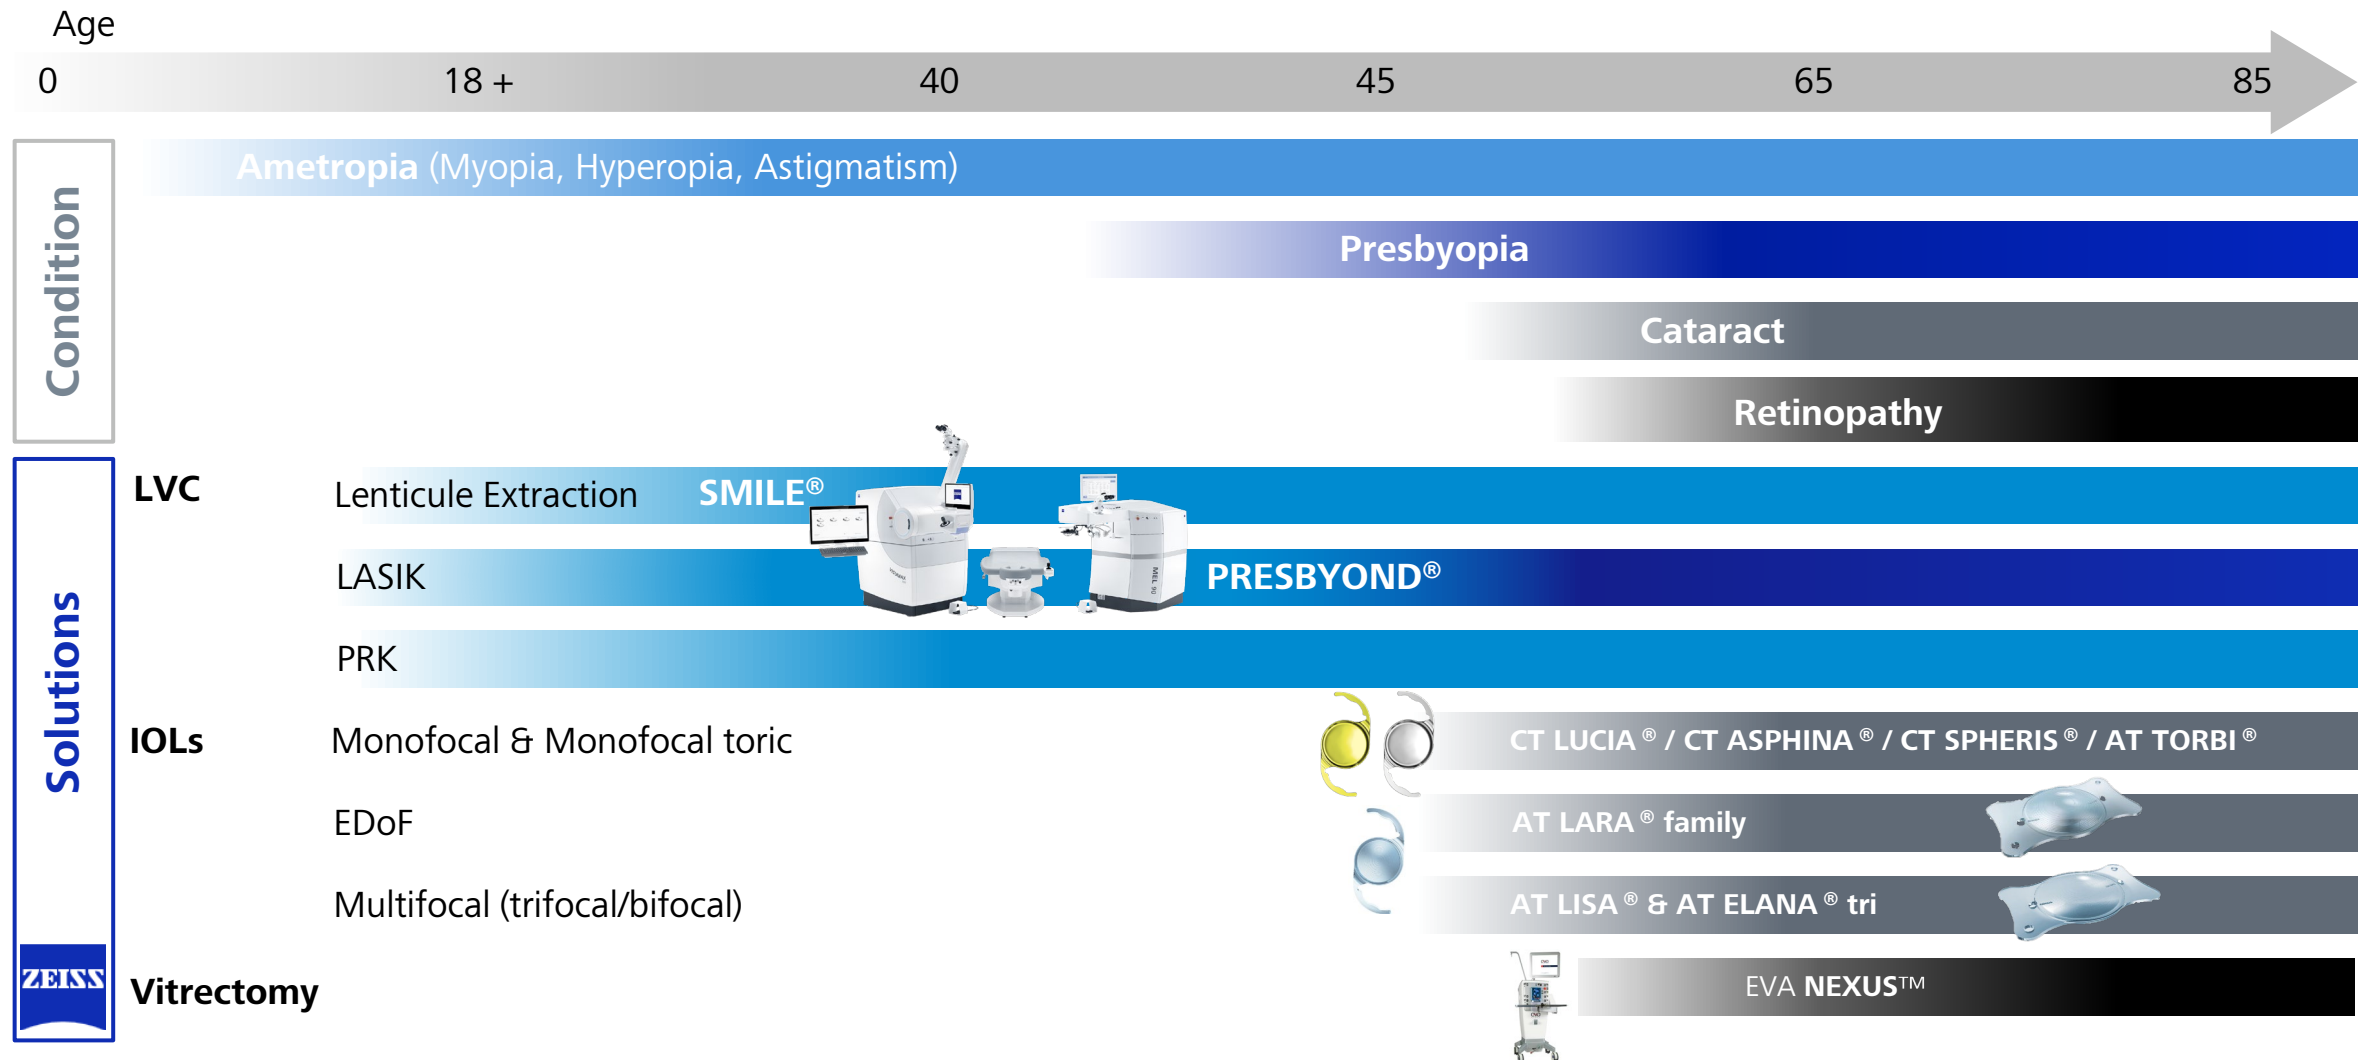 Age
0 18 + 40 45 65 85
Condition
Ametropia (Myopia, Hyperopia, Astigmatism)
Presbyopia
Cataract
Retinopathy
Solutions
LVC
Lenticule Extraction SMILE®
LASIK PRESBYOND®
MEL 90
PRK
IOLs
Monofocal & Monofocal toric CT LUCIA® / CT ASPHINA® / CT SPHERIS® / AT TORBI®
EDoF AT LARA® family
Multifocal (trifocal/bifocal) AT LISA® & AT ELANA® tri
ZEISS
Vitrectomy EVA NEXUS™